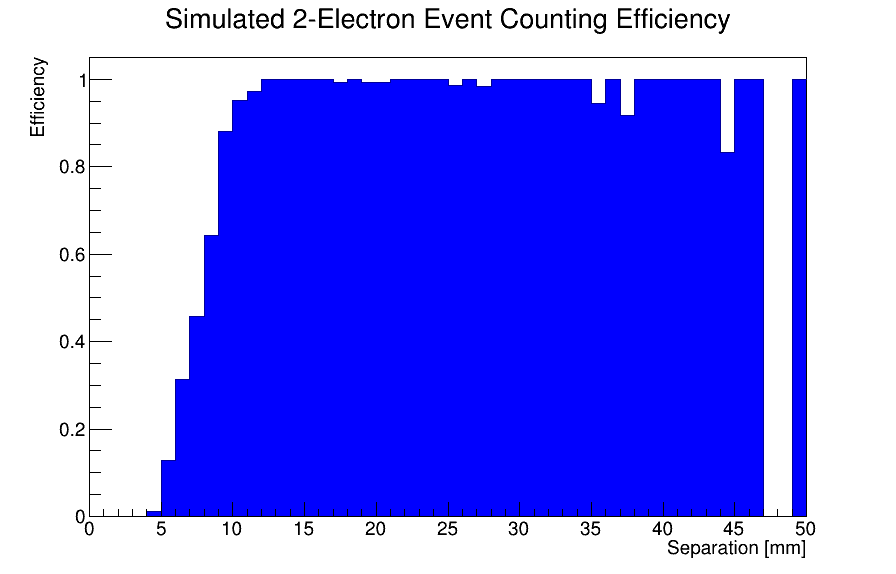 Simulated 2-Electron Event Counting Efficiency
Efficiency
1
0.8
0.6
0.4
0.2
0
0 5 10 15 20 25 30 35 40 45 50
Separation [mm]